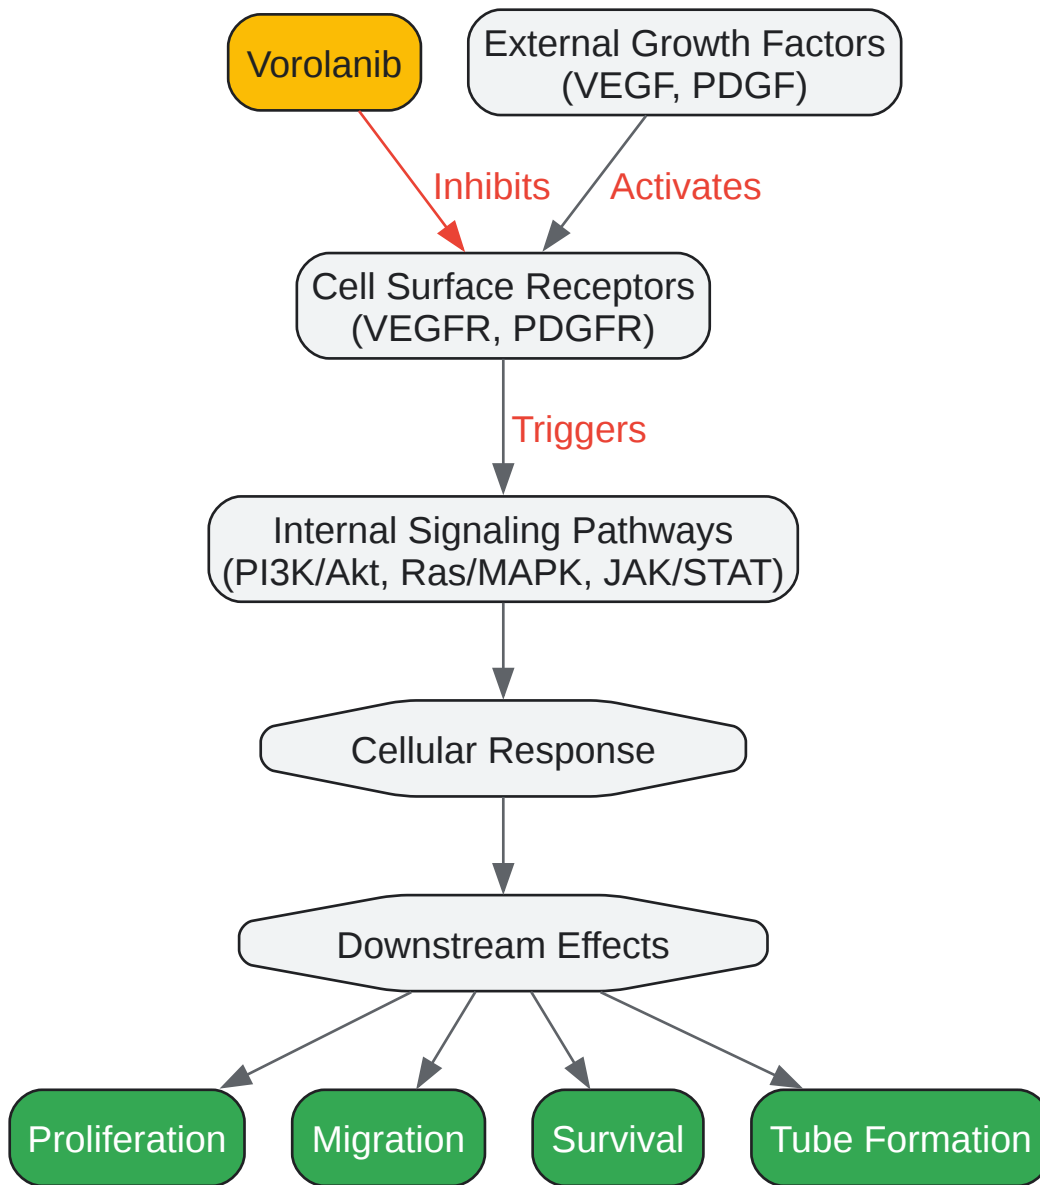 Vorolanib
External Growth Factors
(VEGF, PDGF)
Inhibits
Activates
Cell Surface Receptors
(VEGFR, PDGFR)
Triggers
Internal Signaling Pathways
(PI3K/Akt, Ras/MAPK, JAK/STAT)
Cellular Response
Downstream Effects
Proliferation
Migration
Survival
Tube Formation